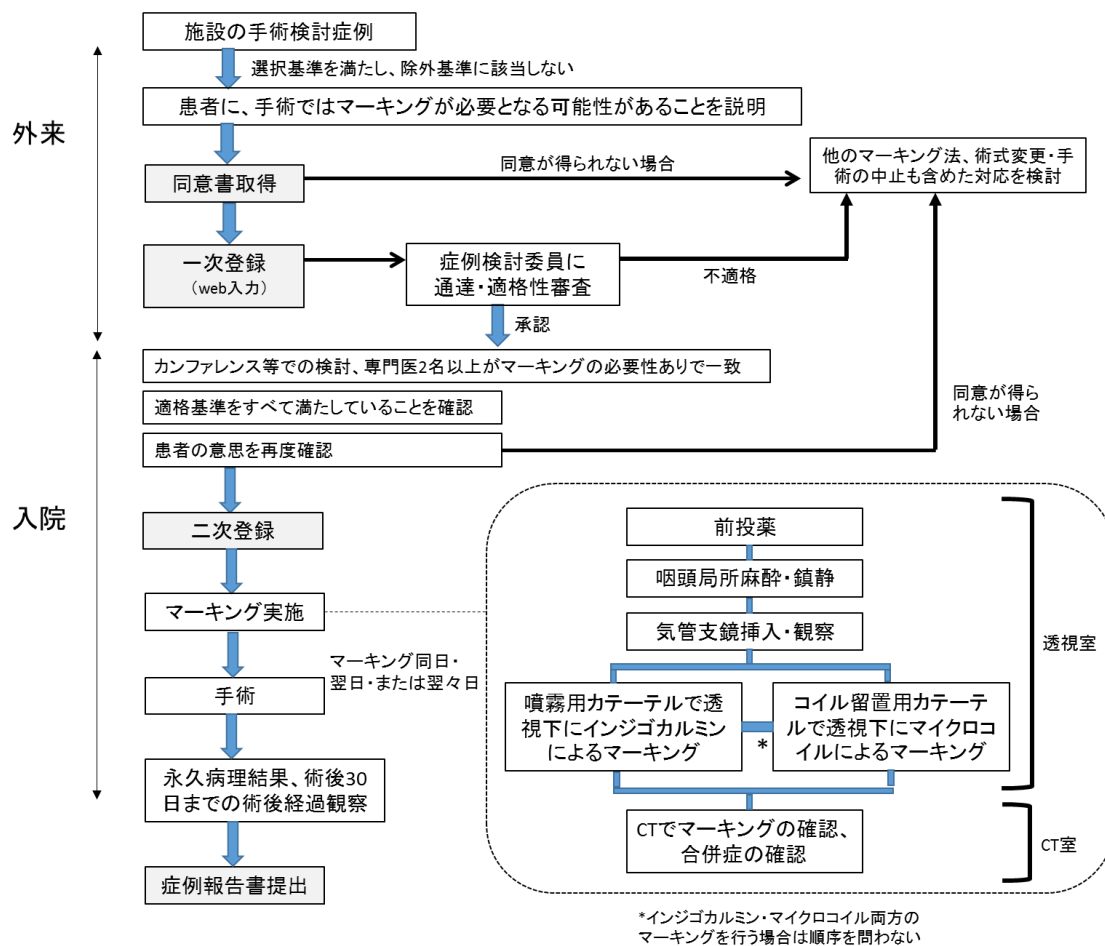 施設の手術検討症例
選択基準を満たし、除外基準に該当しない
患者に、手術ではマーキングが必要となる可能性があることを説明
外来
同意書取得
同意が得られない場合
他のマーキング法、術式変更・手
術の中止も含めた対応を検討
一次登録
（web入力）
症例検討委員に
通達・適格性審査
不適格
承認
カンファレンス等での検討、専門医2名以上がマーキングの必要性ありで一致
適格基準をすべて満たしていることを確認
患者の意思を再度確認
同意が得ら
れない場合
入院
二次登録
マーキング実施
マーキング同日・
翌日・または翌々日
手術
永久病理結果、術後30
日までの術後経過観察
症例報告書提出
前投薬
咽頭局所麻酔・鎮静
気管支鏡挿入・観察
透視室
噴霧用カテーテルで透
視下にインジゴカルミン
によるマーキング
*
コイル留置用カテーテ
ルで透視下にマイクロコ
イルによるマーキング
CTでマーキングの確認、
合併症の確認
CT室
*インジゴカルミン・マイクロコイル両方の
マーキングを行う場合は順序を問わない